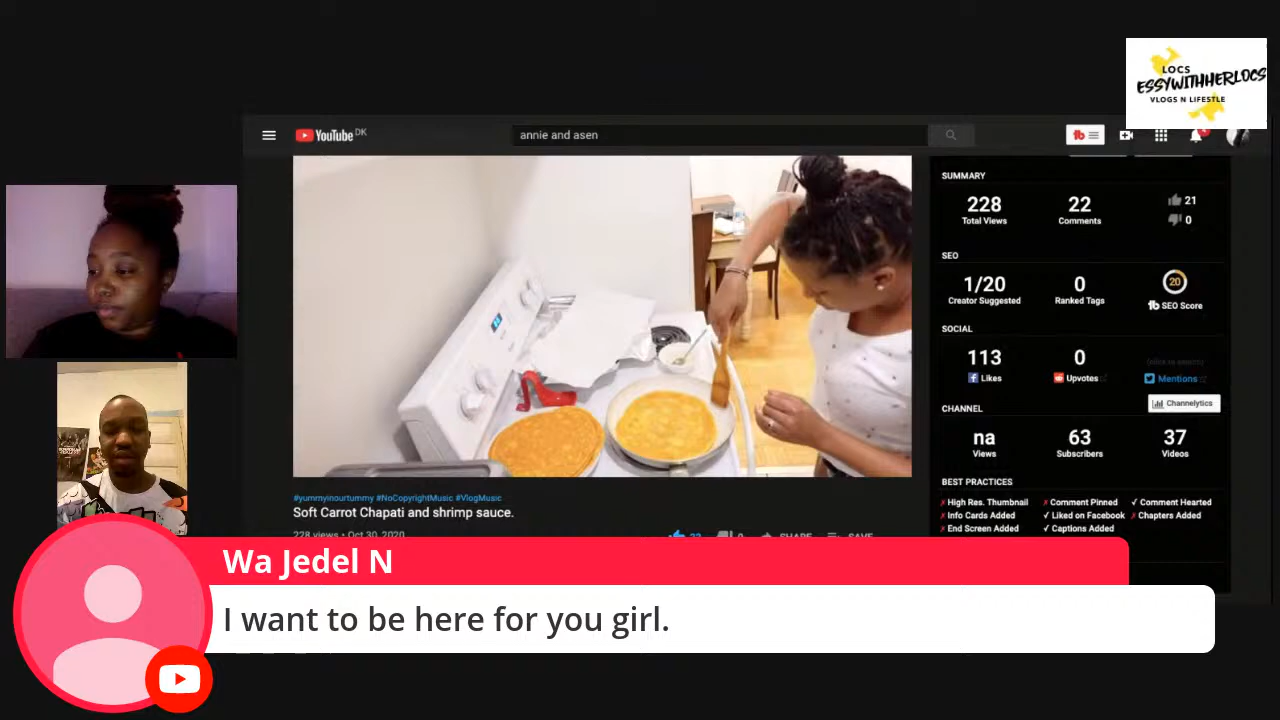 LOCS
ESSYWITHHERLOCS
VLOGS N LIFESTLE
YouTube DK
annie and asen
tb
SUMMARY
228
Total Views
22
Comments
21
0
SEO
1/20
Creator Suggested
0
Ranked Tags
20
tb SEO Score
SOCIAL
113
Likes
0
Upvotes
Mentions
Channelytics
CHANNEL
na
Views
63
Subscribers
37
Videos
BEST PRACTICES
✗ High Res. Thumbnail ✗ Comment Pinned ✓ Comment Hearted
✗ Info Cards Added ✓ Liked on Facebook ✗ Chapters Added
✗ End Screen Added ✓ Captions Added
#yummyinourtummy #NoCopyrightMusic #VlogMusic
Soft Carrot Chapati and shrimp sauce.
228 views • Oct 30, 2020
22 0 SHARE SAVE
Wa Jedel N
I want to be here for you girl.